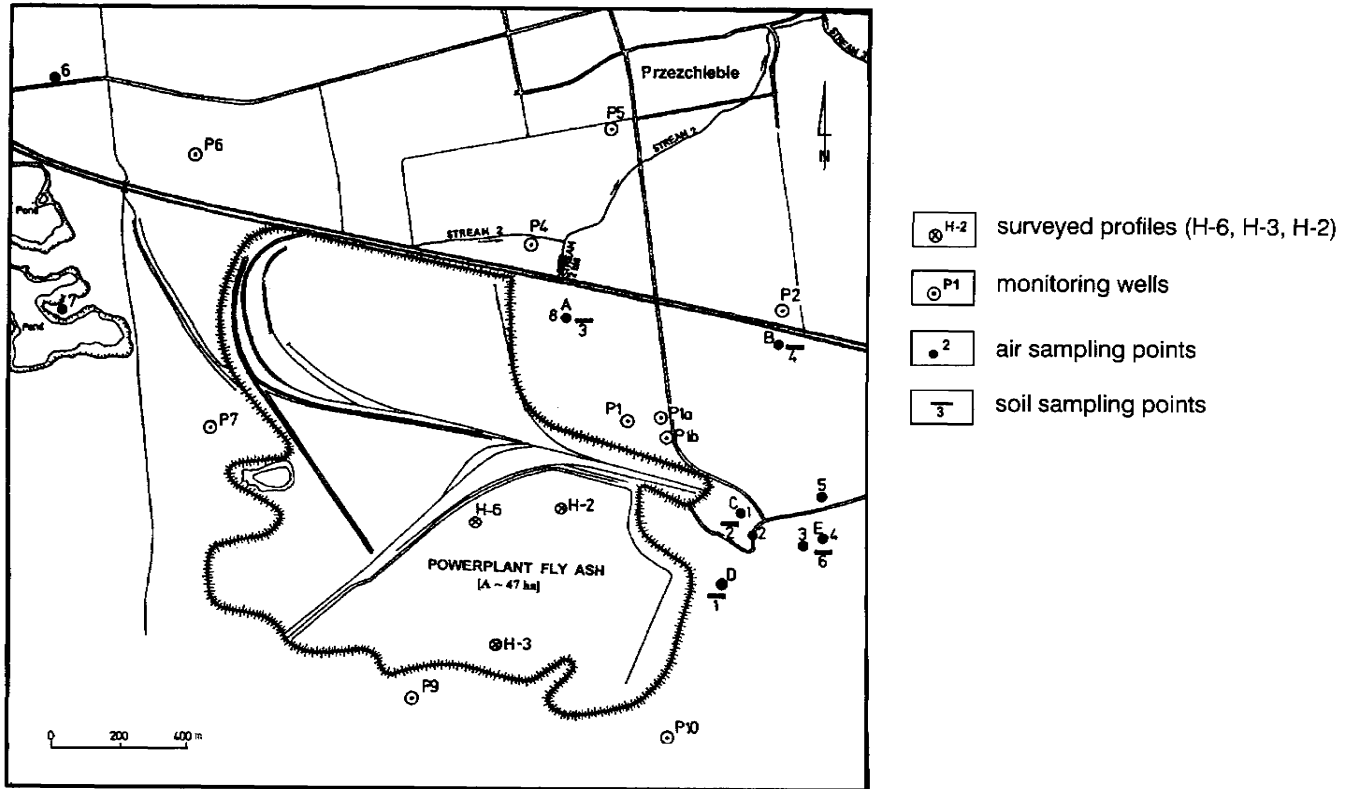 6
Przezchlebie
STREAM 2
P5
P6
STREAM 2
N
Pond
STREAM 2
P4
STREAM
7
A
8
3
P2
B
4
Pond
P1
P1a
P1b
P7
5
H-6
H-2
C
1
2
2
3
E
4
6
POWERPLANT FLY ASH
[A ~ 47 ha]
D
1
H-3
P9
P10
0 200 400 m
H-2 surveyed profiles (H-6, H-3, H-2)
P1 monitoring wells
2 air sampling points
3 soil sampling points